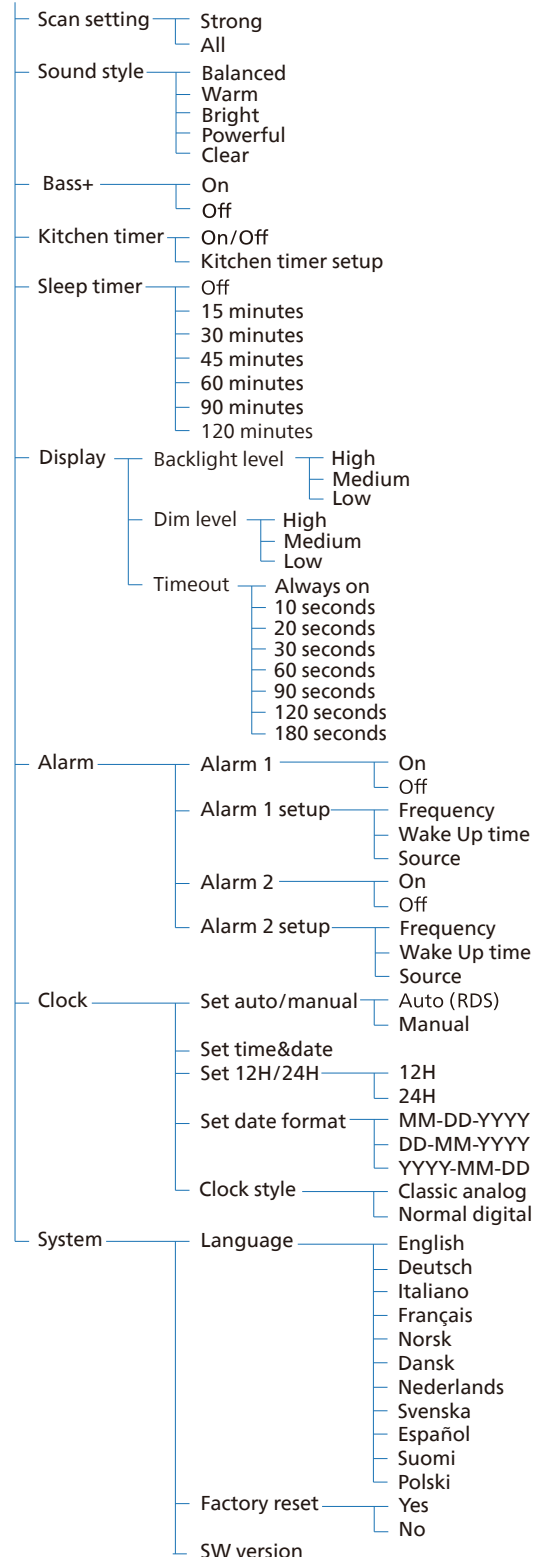 Scan setting Strong
All
Sound style Balanced
Warm
Bright
Powerful
Clear
Bass+ On
Off
Kitchen timer On/Off
Kitchen timer setup
Sleep timer Off
15 minutes
30 minutes
45 minutes
60 minutes
90 minutes
120 minutes
Display Backlight level High
Medium
Low
Dim level High
Medium
Low
Timeout Always on
10 seconds
20 seconds
30 seconds
60 seconds
90 seconds
120 seconds
180 seconds
Alarm Alarm 1 On
Off
Alarm 1 setup Frequency
Wake Up time
Source
Alarm 2 On
Off
Alarm 2 setup Frequency
Wake Up time
Source
Clock Set auto/manual Auto (RDS)
Manual
Set time&date
Set 12H/24H 12H
24H
Set date format MM-DD-YYYY
DD-MM-YYYY
YYYY-MM-DD
Clock style Classic analog
Normal digital
System Language English
Deutsch
Italiano
Français
Norsk
Dansk
Nederlands
Svenska
Español
Suomi
Polski
Factory reset Yes
No
SW version